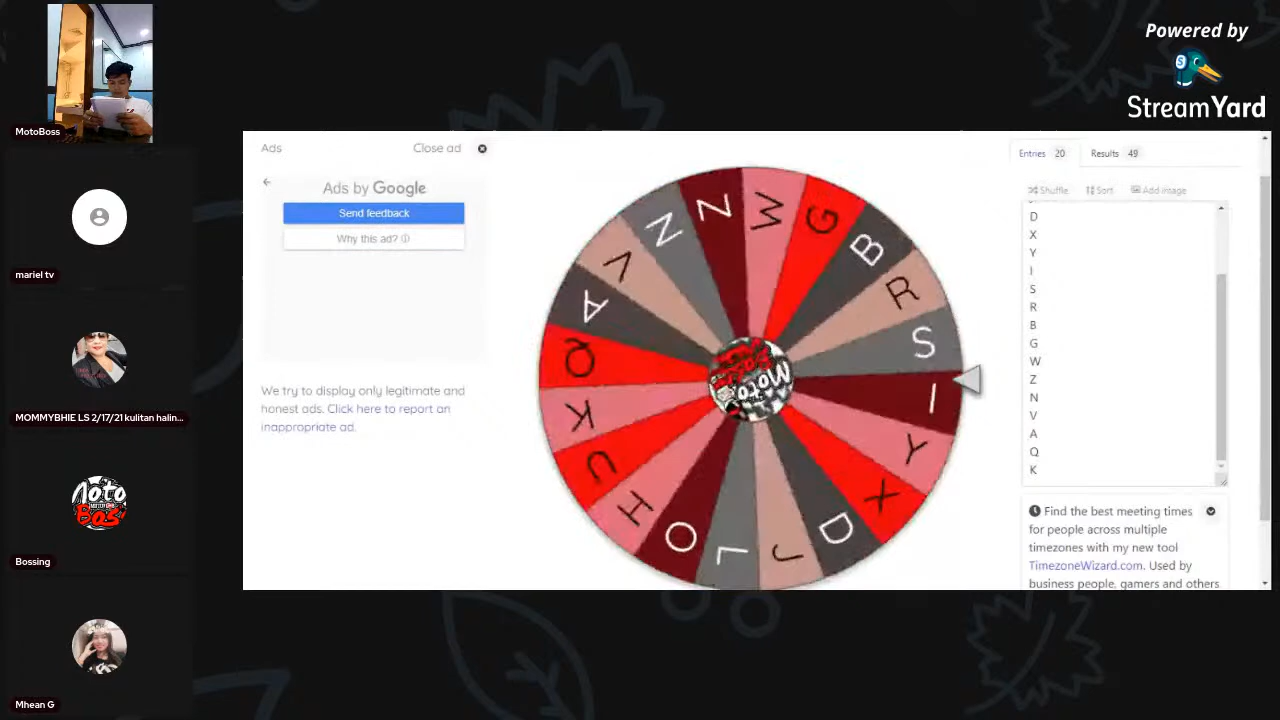 Powered by
StreamYard
MotoBoss
mariel tv
MOMMYBHIE LS 2/17/21 kulitan halin...
Bossing
Mhean G
Ads
Close ad
Ads by Google
Send feedback
Why this ad?
We try to display only legitimate and
honest ads. Click here to report an
inappropriate ad.
Z
W
G
B
R
S
I
Y
X
D
J
L
O
H
U
K
Q
A
V
N
Moto
Entries 20
Results 49
Shuffle
Sort
Add image
D
X
Y
I
S
R
B
G
W
Z
N
V
A
Q
K
Find the best meeting times
for people across multiple
timezones with my new tool
TimezoneWizard.com. Used by
business people, gamers and others